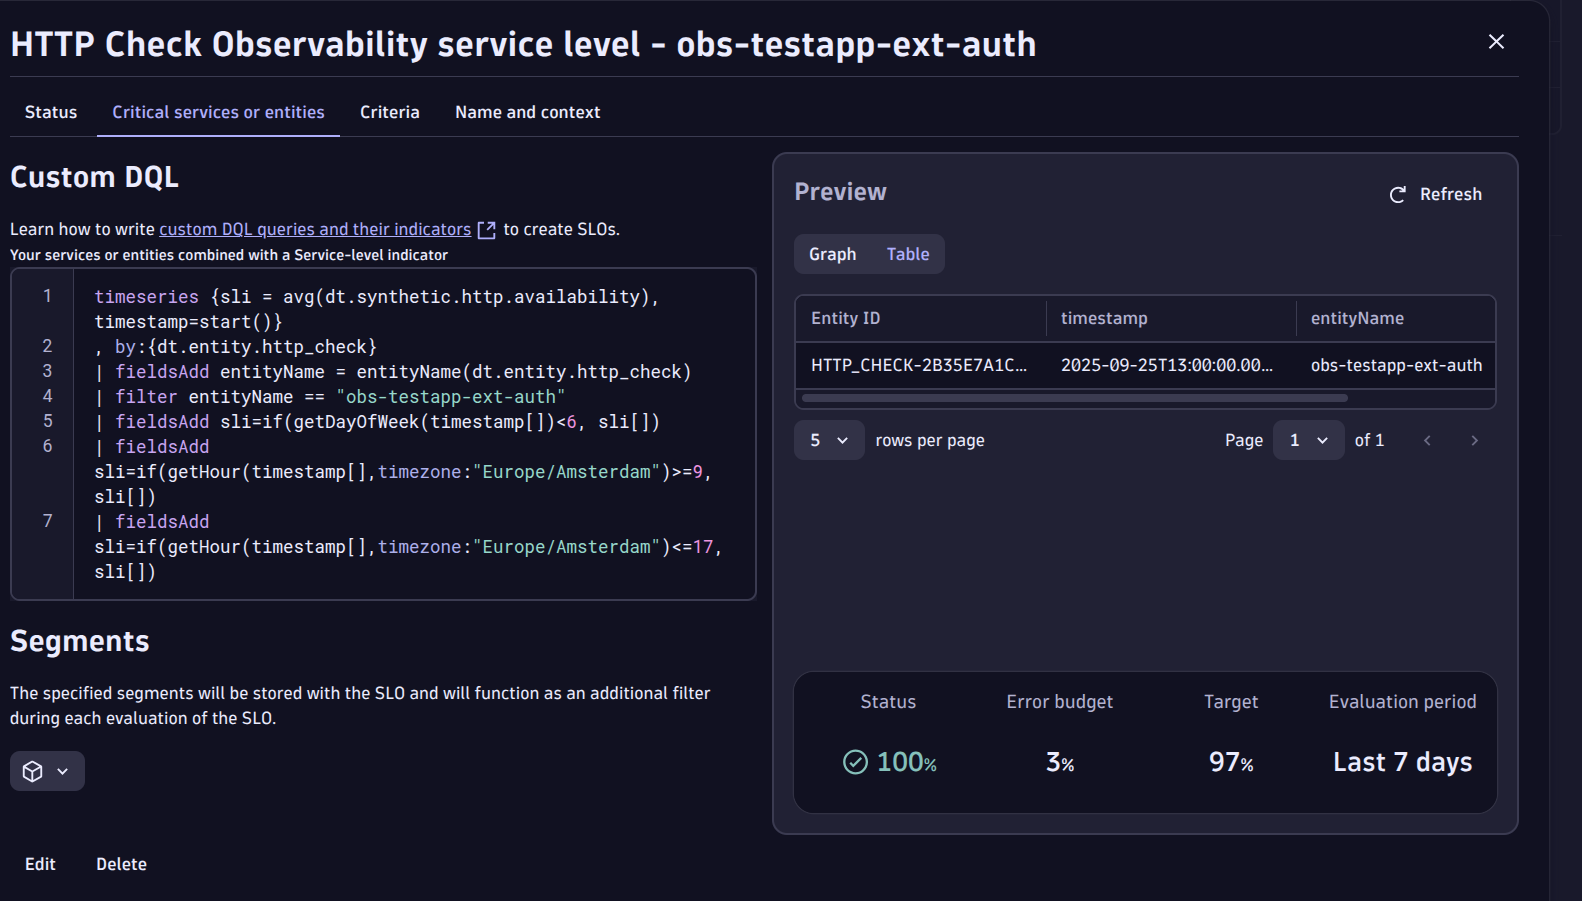 HTTP Check Observability service level - obs-testapp-ext-auth
Status
Critical services or entities
Criteria
Name and context
Custom DQL
Learn how to write custom DQL queries and their indicators to create SLOs.
Your services or entities combined with a Service-level indicator
1 timeseries {sli = avg(dt.synthetic.http.availability),
timestamp=start()}
2 , by:{dt.entity.http_check}
3 | fieldsAdd entityName = entityName(dt.entity.http_check)
4 | filter entityName == "obs-testapp-ext-auth"
5 | fieldsAdd sli=if(getDayOfWeek(timestamp[])<6, sli[])
6 | fieldsAdd
sli=if(getHour(timestamp[],timezone:"Europe/Amsterdam")>=9,
sli[])
7 | fieldsAdd
sli=if(getHour(timestamp[],timezone:"Europe/Amsterdam")<=17,
sli[])
Segments
The specified segments will be stored with the SLO and will function as an additional filter
during each evaluation of the SLO.
Edit
Delete
Preview
Refresh
Graph
Table
Entity ID timestamp entityName
HTTP_CHECK-2B35E7A1C... 2025-09-25T13:00:00.00... obs-testapp-ext-auth
5 rows per page
Page 1 of 1
Status Error budget Target Evaluation period
100% 3% 97% Last 7 days